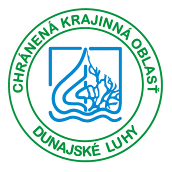 CHRÁNENÁ KRAJINNÁ OBLASŤ
DUNAJSKÉ LUHY